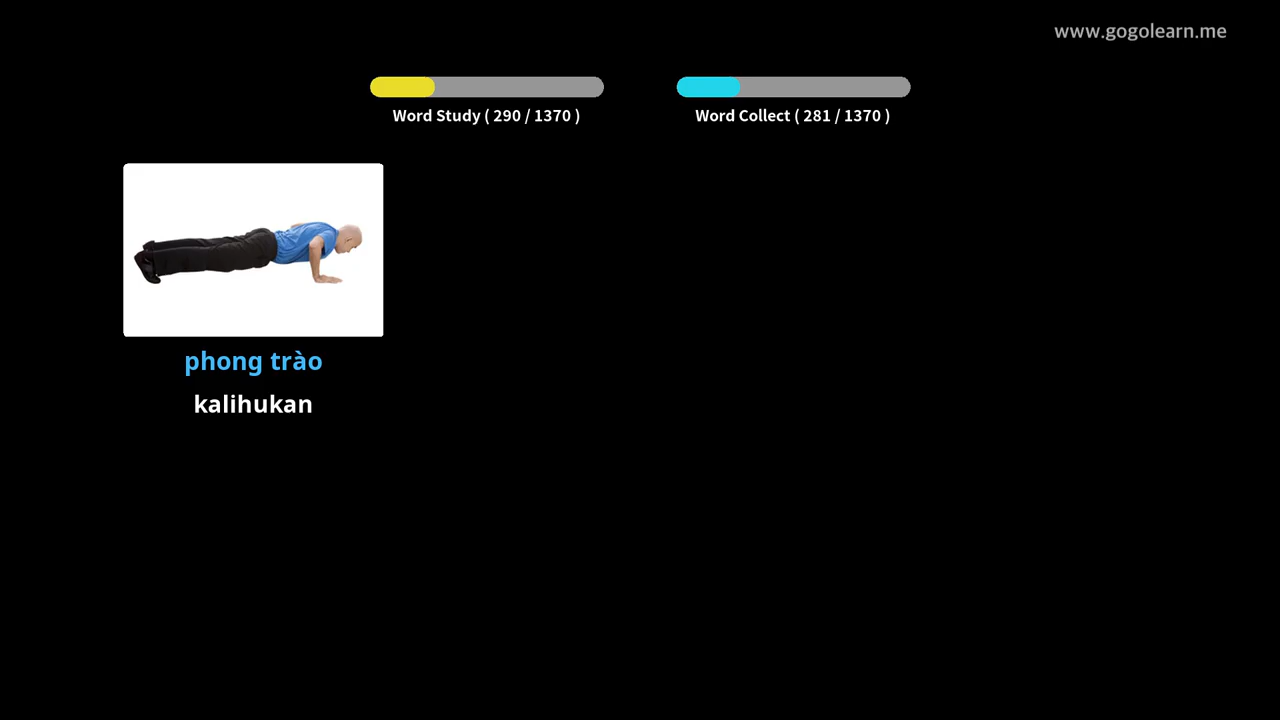 www.gogolearn.me
Word Study ( 290 / 1370 )
Word Collect ( 281 / 1370 )
phong trào
kalihukan